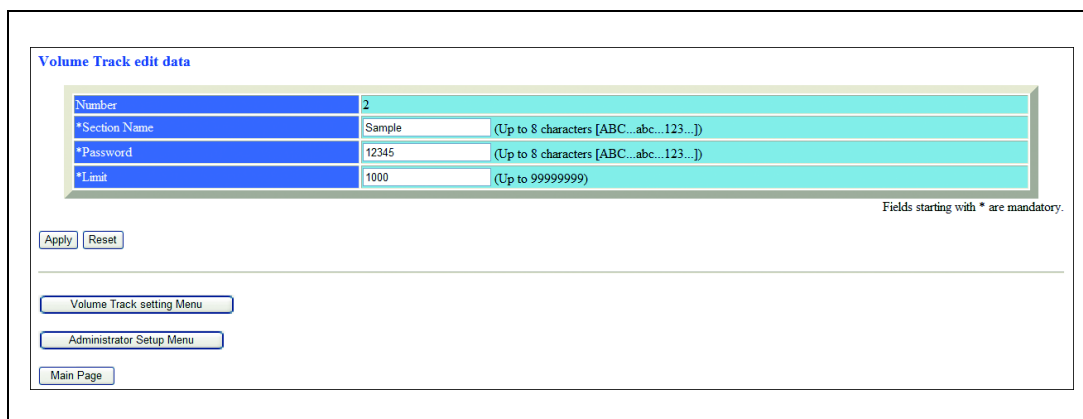 Volume Track edit data
Number 2
*Section Name Sample (Up to 8 characters [ABC...abc...123...])
*Password 12345 (Up to 8 characters [ABC...abc...123...])
*Limit 1000 (Up to 99999999)
Fields starting with * are mandatory.
Apply Reset
Volume Track setting Menu
Administrator Setup Menu
Main Page